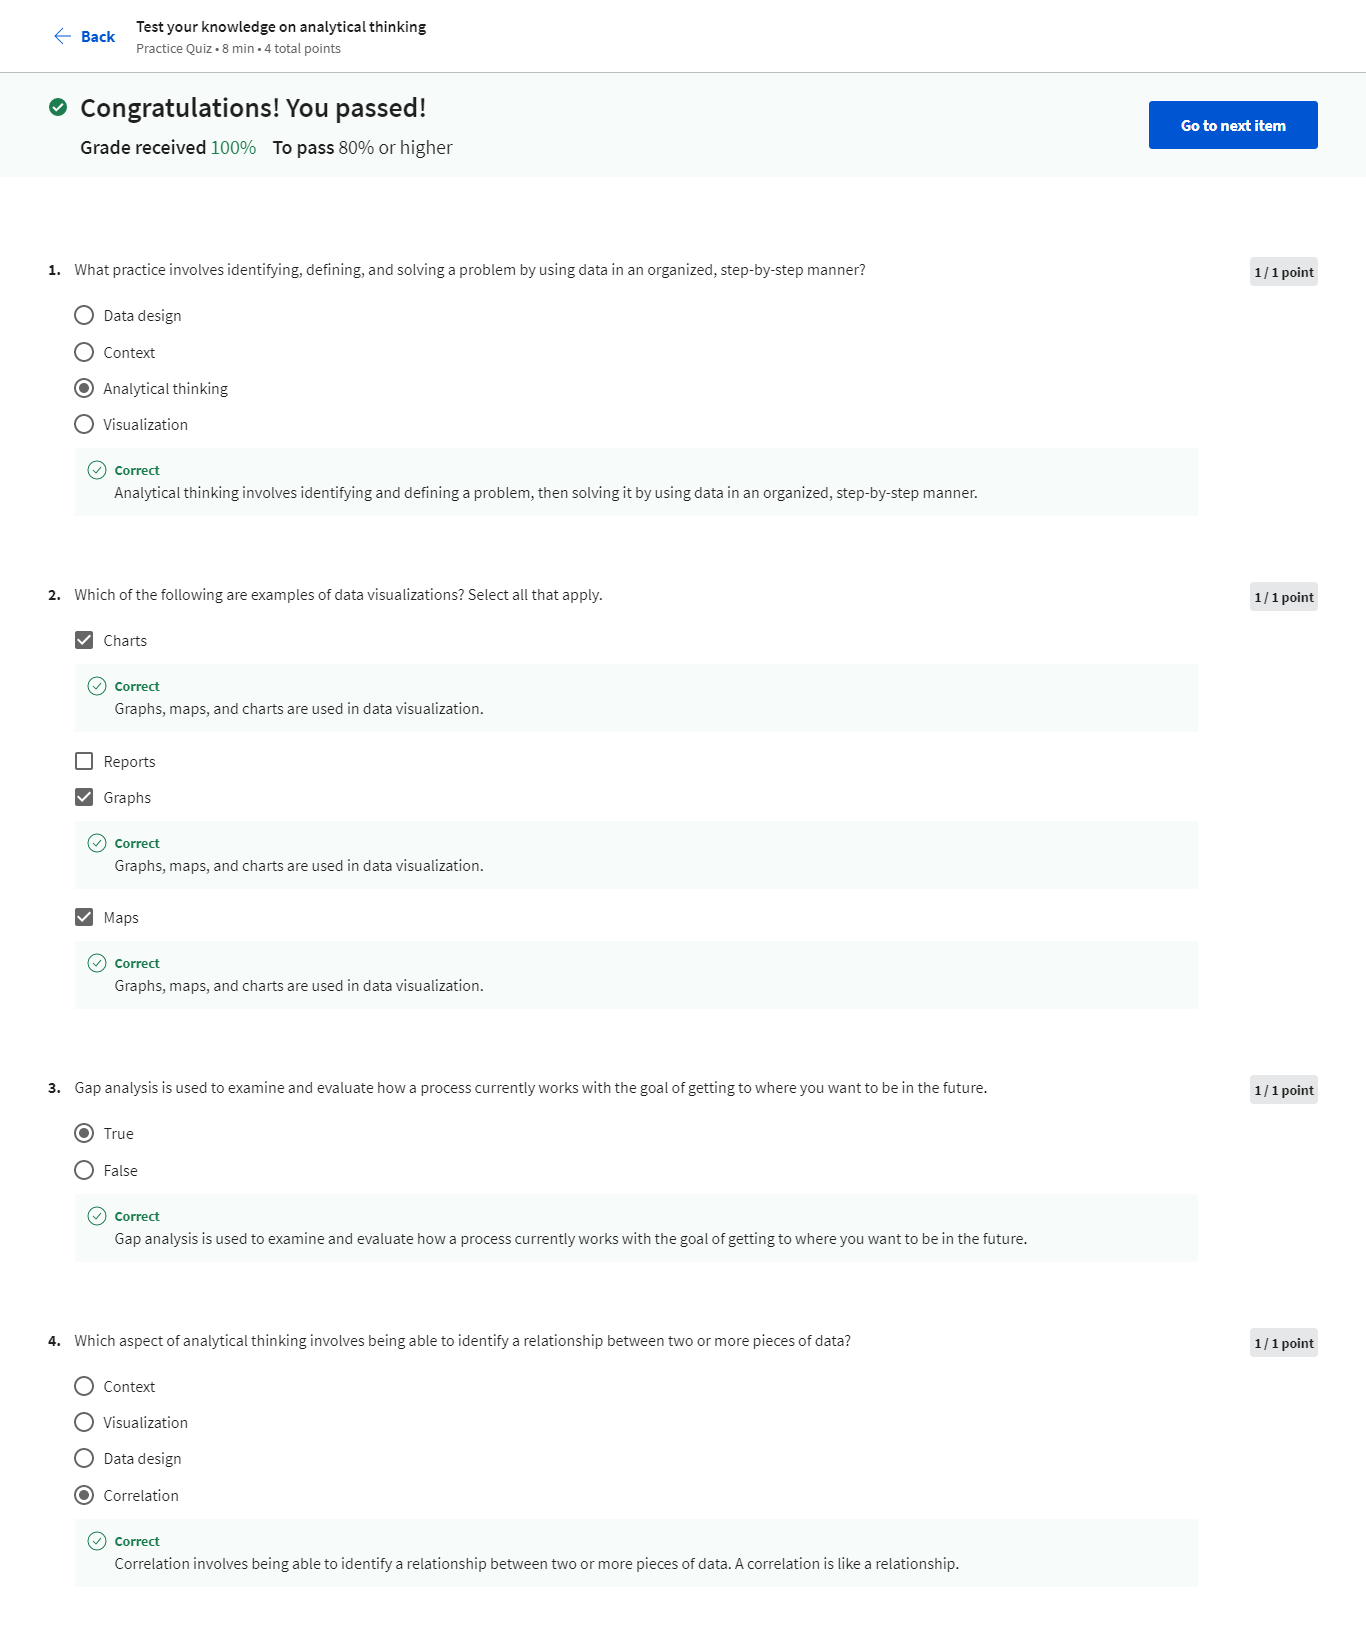 Back
Test your knowledge on analytical thinking
Practice Quiz • 8 min • 4 total points
Congratulations! You passed!
Grade received 100% To pass 80% or higher
Go to next item
1. What practice involves identifying, defining, and solving a problem by using data in an organized, step-by-step manner?
1 / 1 point
Data design
Context
Analytical thinking
Visualization
Correct
Analytical thinking involves identifying and defining a problem, then solving it by using data in an organized, step-by-step manner.
2. Which of the following are examples of data visualizations? Select all that apply.
1 / 1 point
Charts
Correct
Graphs, maps, and charts are used in data visualization.
Reports
Graphs
Correct
Graphs, maps, and charts are used in data visualization.
Maps
Correct
Graphs, maps, and charts are used in data visualization.
3. Gap analysis is used to examine and evaluate how a process currently works with the goal of getting to where you want to be in the future.
1 / 1 point
True
False
Correct
Gap analysis is used to examine and evaluate how a process currently works with the goal of getting to where you want to be in the future.
4. Which aspect of analytical thinking involves being able to identify a relationship between two or more pieces of data?
1 / 1 point
Context
Visualization
Data design
Correlation
Correct
Correlation involves being able to identify a relationship between two or more pieces of data. A correlation is like a relationship.